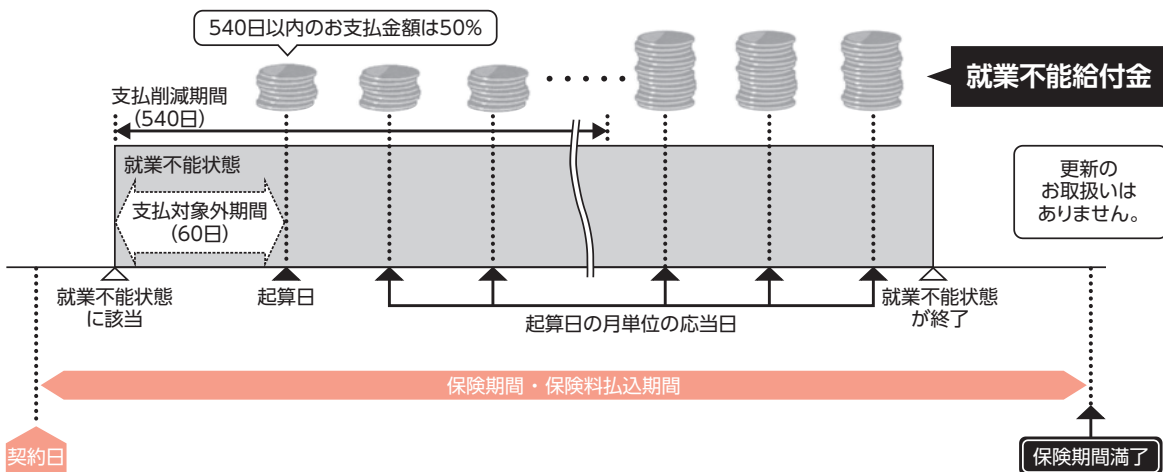 540日以内のお支払金額は50%
就業不能給付金
支払削減期間
(540日)
就業不能状態
更新の
お取扱いは
ありません。
支払対象外期間
(60日)
就業不能状態
に該当
起算日
起算日の月単位の応当日
就業不能状態
が終了
保険期間・保険料払込期間
契約日
保険期間満了